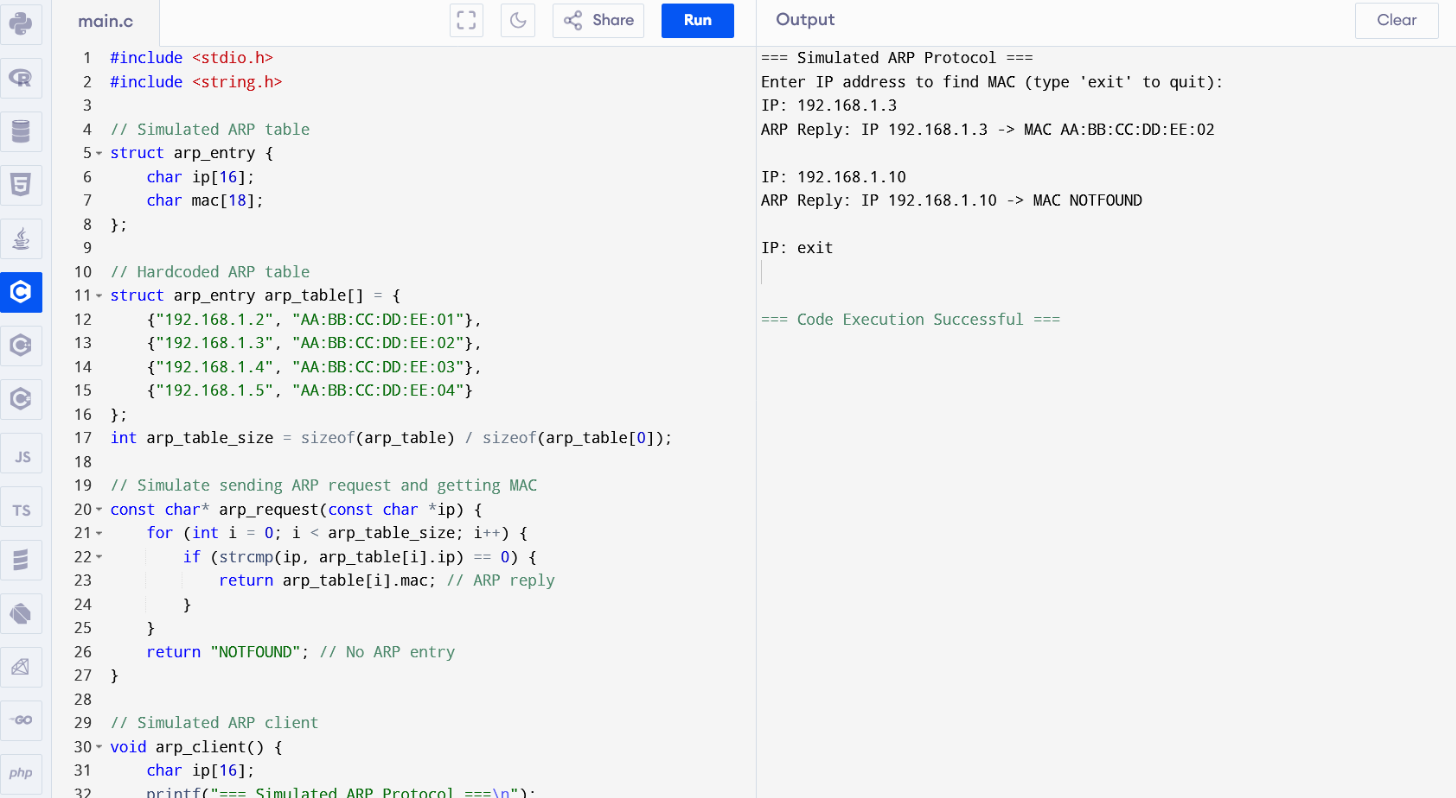 main.c
Share
Run
Output
Clear
1 #include <stdio.h>
2 #include <string.h>
3
4 // Simulated ARP table
5 struct arp_entry {
6     char ip[16];
7     char mac[18];
8 };
9
10 // Hardcoded ARP table
11 struct arp_entry arp_table[] = {
12     {"192.168.1.2", "AA:BB:CC:DD:EE:01"},
13     {"192.168.1.3", "AA:BB:CC:DD:EE:02"},
14     {"192.168.1.4", "AA:BB:CC:DD:EE:03"},
15     {"192.168.1.5", "AA:BB:CC:DD:EE:04"}
16 };
17 int arp_table_size = sizeof(arp_table) / sizeof(arp_table[0]);
18
19 // Simulate sending ARP request and getting MAC
20 const char* arp_request(const char *ip) {
21     for (int i = 0; i < arp_table_size; i++) {
22         if (strcmp(ip, arp_table[i].ip) == 0) {
23             return arp_table[i].mac; // ARP reply
24         }
25     }
26     return "NOTFOUND"; // No ARP entry
27 }
28
29 // Simulated ARP client
30 void arp_client() {
31     char ip[16];
32     printf("=== Simulated ARP Protocol ===\n");
=== Simulated ARP Protocol ===
Enter IP address to find MAC (type 'exit' to quit):
IP: 192.168.1.3
ARP Reply: IP 192.168.1.3 -> MAC AA:BB:CC:DD:EE:02
IP: 192.168.1.10
ARP Reply: IP 192.168.1.10 -> MAC NOTFOUND
IP: exit
=== Code Execution Successful ===
R
5
C
C
C
JS
TS
GO
php